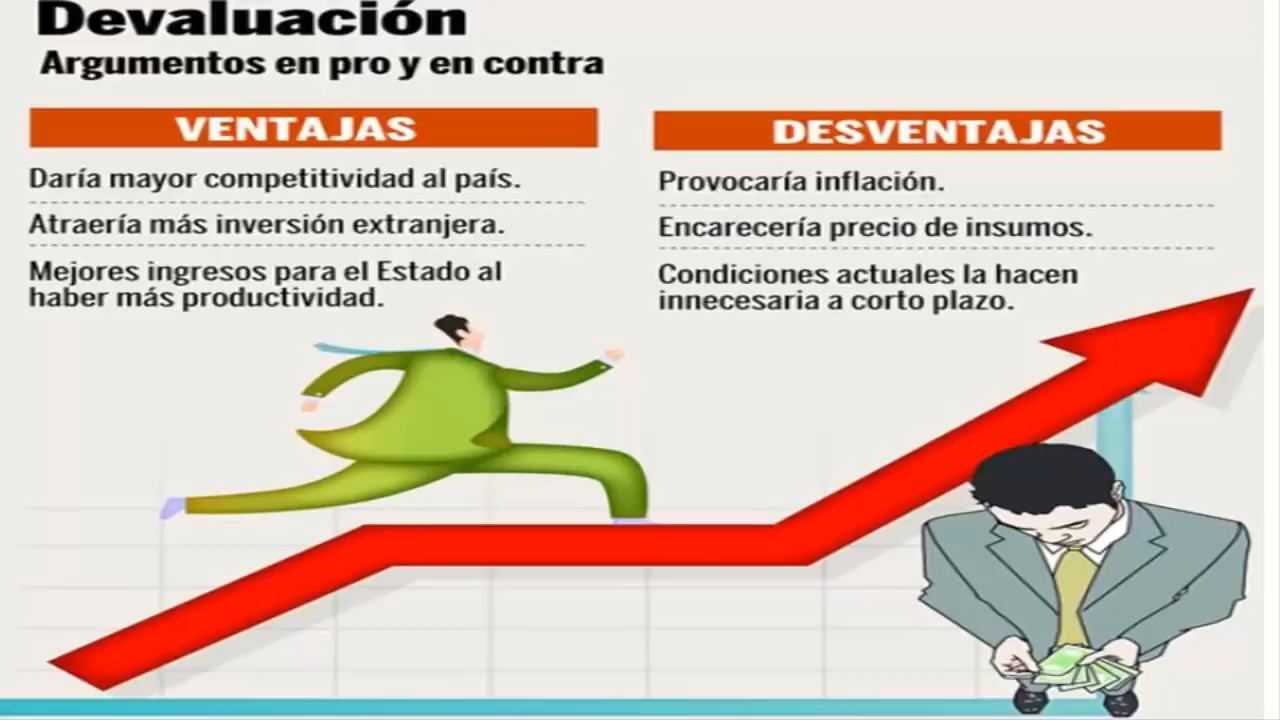 Devaluación
Argumentos en pro y en contra
VENTAJAS
Daría mayor competitividad al país.
Atraería más inversión extranjera.
Mejores ingresos para el Estado al
haber más productividad.
DESVENTAJAS
Provocaría inflación.
Encarecería precio de insumos.
Condiciones actuales la hacen
innecesaria a corto plazo.